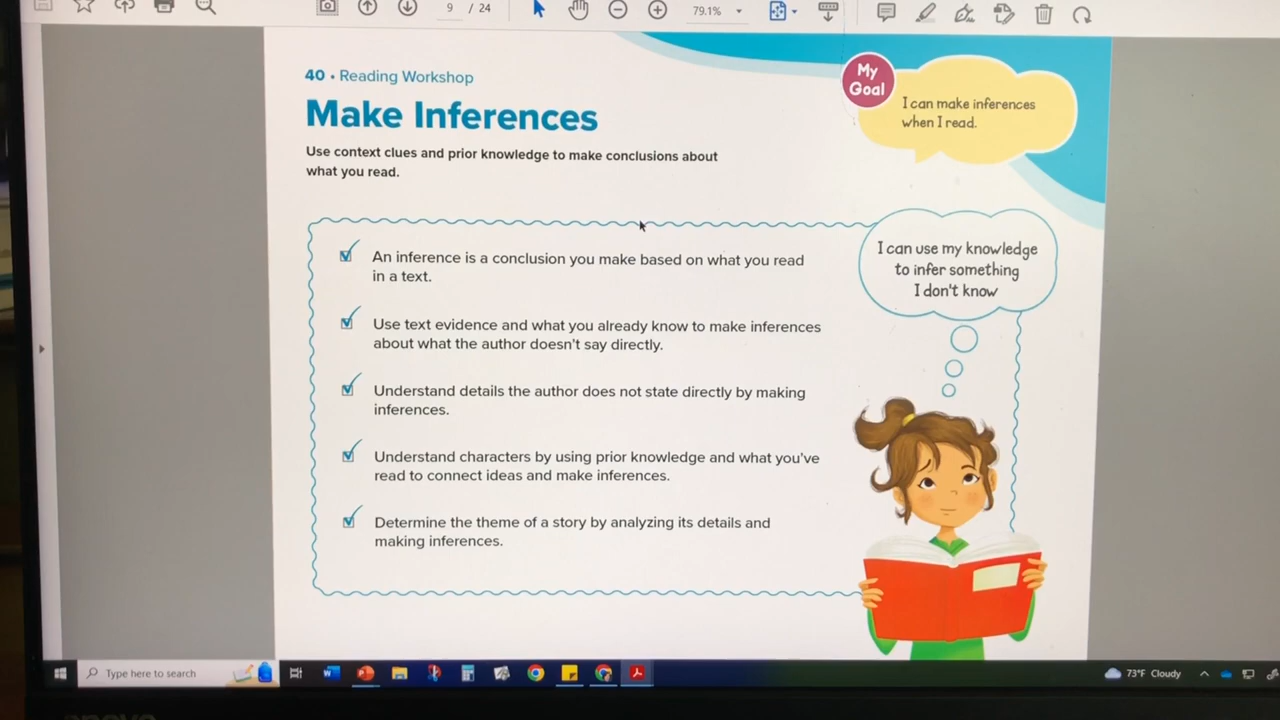 9 / 24
79.1%
40 • Reading Workshop
Make Inferences
Use context clues and prior knowledge to make conclusions about
what you read.
My
Goal
I can make inferences
when I read.
An inference is a conclusion you make based on what you read
in a text.
Use text evidence and what you already know to make inferences
about what the author doesn't say directly.
Understand details the author does not state directly by making
inferences.
Understand characters by using prior knowledge and what you've
read to connect ideas and make inferences.
Determine the theme of a story by analyzing its details and
making inferences.
I can use my knowledge
to infer something
I don't know
Type here to search
73°F Cloudy